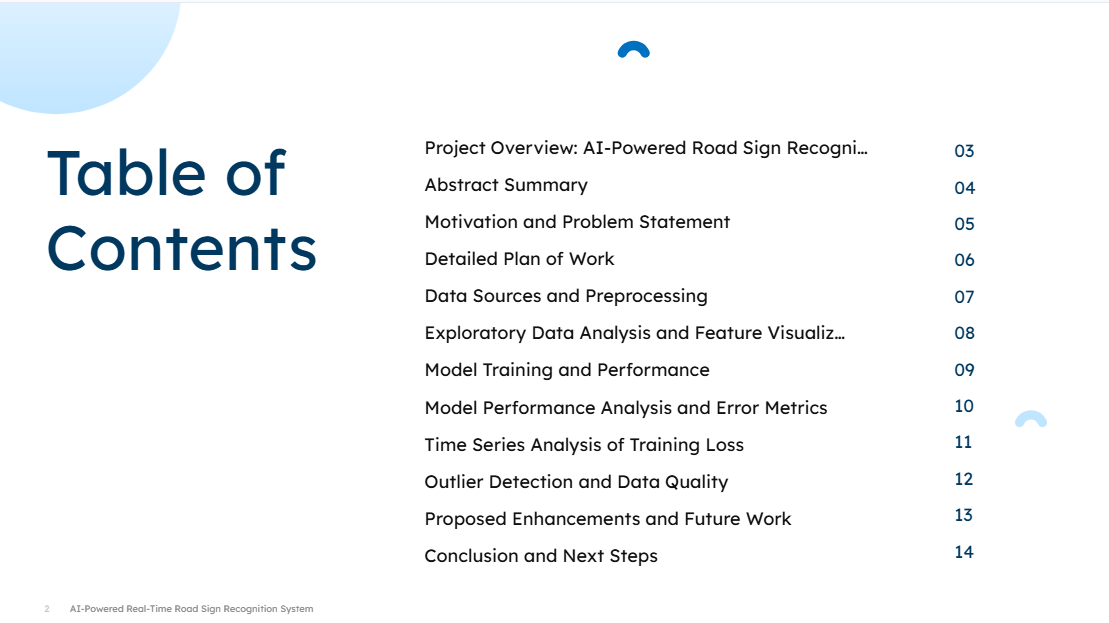 Table of
Contents
Project Overview: AI-Powered Road Sign Recogni... 03
Abstract Summary 04
Motivation and Problem Statement 05
Detailed Plan of Work 06
Data Sources and Preprocessing 07
Exploratory Data Analysis and Feature Visualiz... 08
Model Training and Performance 09
Model Performance Analysis and Error Metrics 10
Time Series Analysis of Training Loss 11
Outlier Detection and Data Quality 12
Proposed Enhancements and Future Work 13
Conclusion and Next Steps 14
2 AI-Powered Real-Time Road Sign Recognition System